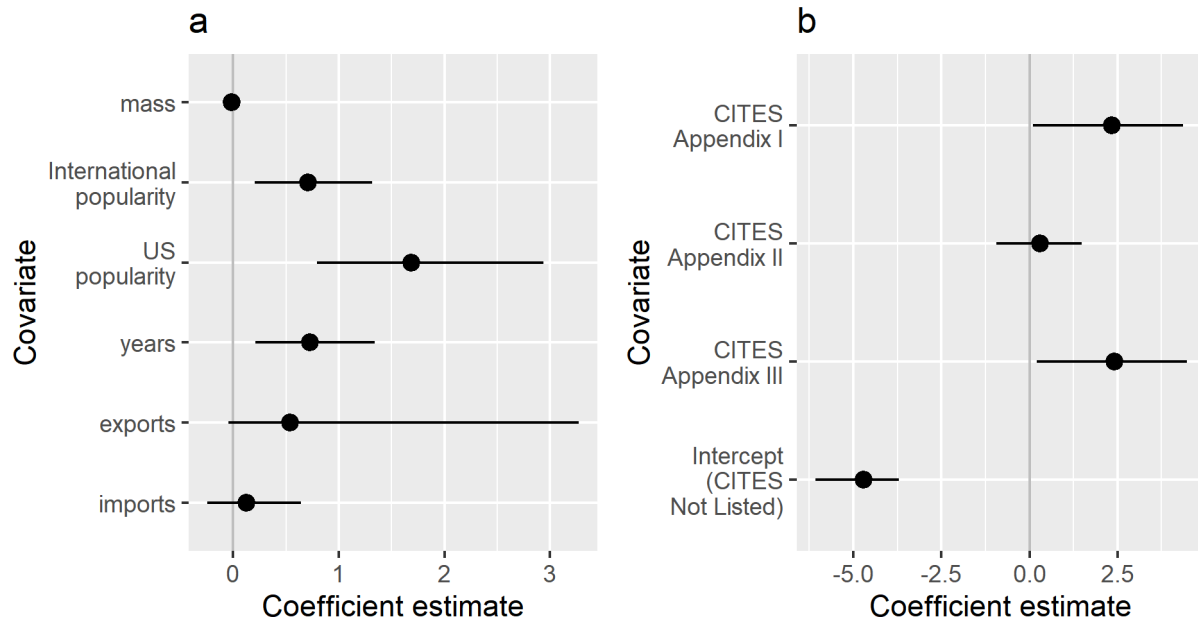 a
Covariate
mass
International
popularity
US
popularity
years
exports
imports
0 1 2 3
Coefficient estimate
b
Covariate
CITES
Appendix I
CITES
Appendix II
CITES
Appendix III
Intercept
(CITES
Not Listed)
-5.0 -2.5 0.0 2.5
Coefficient estimate